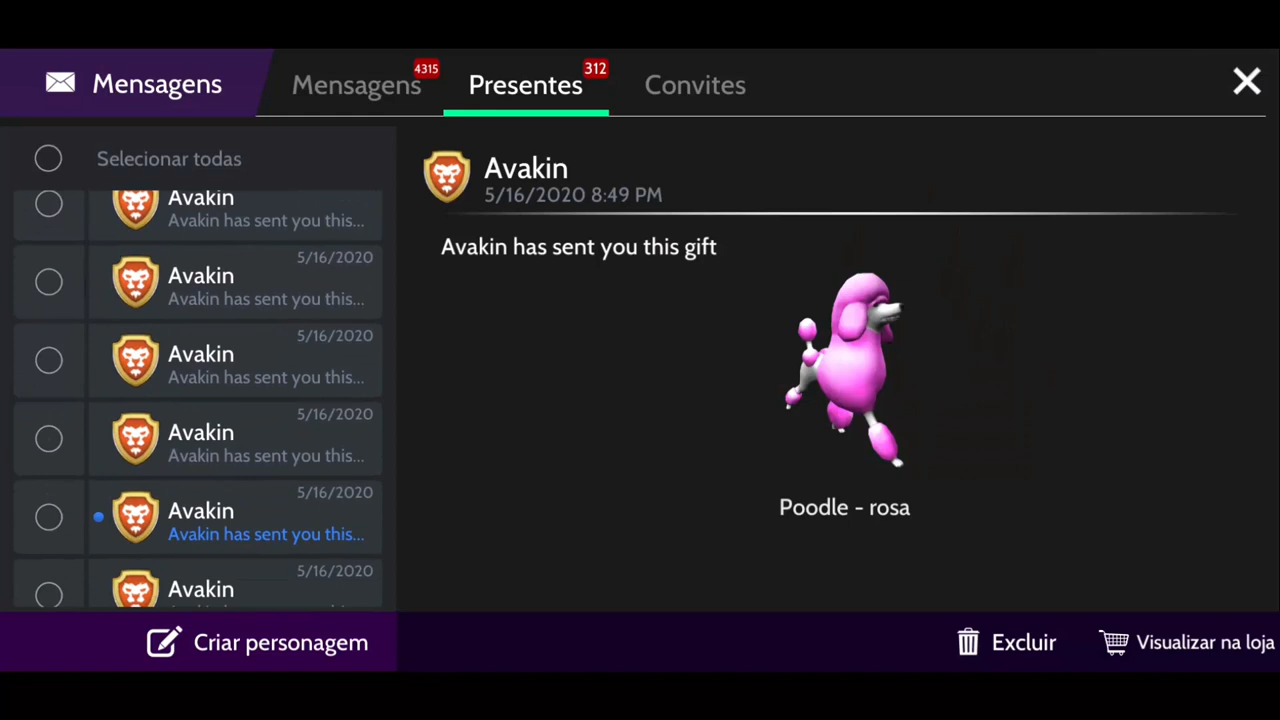 Mensagens
Mensagens
4315
Presentes
312
Convites
Selecionar todas
Avakin
Avakin has sent you this...
5/16/2020
Avakin
Avakin has sent you this...
5/16/2020
Avakin
Avakin has sent you this...
5/16/2020
Avakin
Avakin has sent you this...
5/16/2020
Avakin
Avakin has sent you this...
5/16/2020
Avakin
Criar personagem
Avakin
5/16/2020 8:49 PM
Avakin has sent you this gift
Poodle - rosa
Excluir
Visualizar na loja